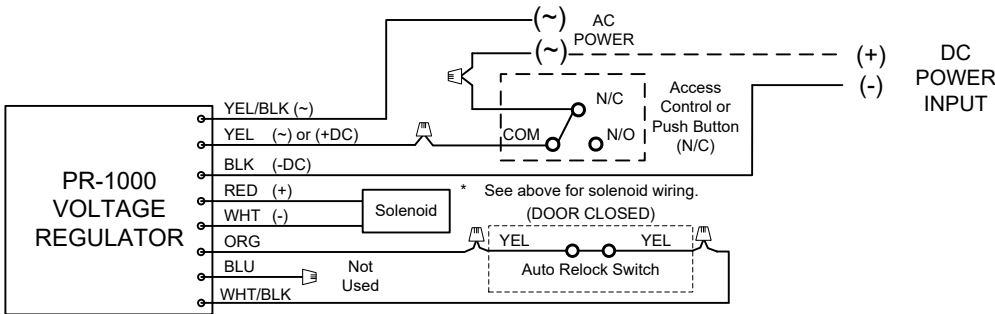 (~) AC
POWER
(~)
(+) DC
POWER
INPUT
(-)
N/C
COM
N/O
Access
Control or
Push Button
(N/C)
PR-1000
VOLTAGE
REGULATOR
YEL/BLK (~)
YEL (~) or (+DC)
BLK (-DC)
RED (+)
WHT (-)
ORG
BLU
WHT/BLK
Solenoid
* See above for solenoid wiring.
(DOOR CLOSED)
YEL YEL
Auto Relock Switch
Not
Used